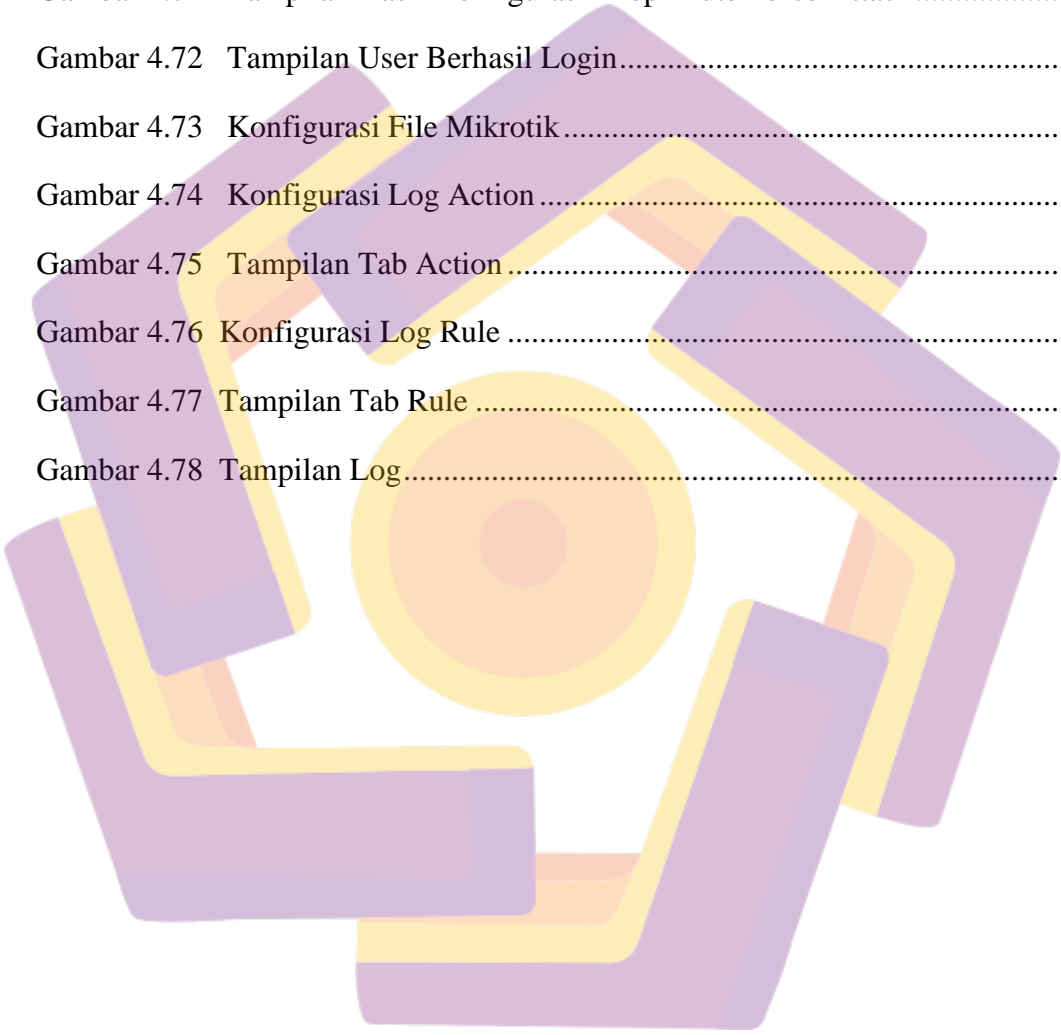 Gambar 4.72 Tampilan User Berhasil Login....................................................................
Gambar 4.73 Konfigurasi File Mikrotik............................................................................
Gambar 4.74 Konfigurasi Log Action...............................................................................
Gambar 4.75 Tampilan Tab Action...................................................................................
Gambar 4.76 Konfigurasi Log Rule..................................................................................
Gambar 4.77 Tampilan Tab Rule......................................................................................
Gambar 4.78 Tampilan Log...............................................................................................